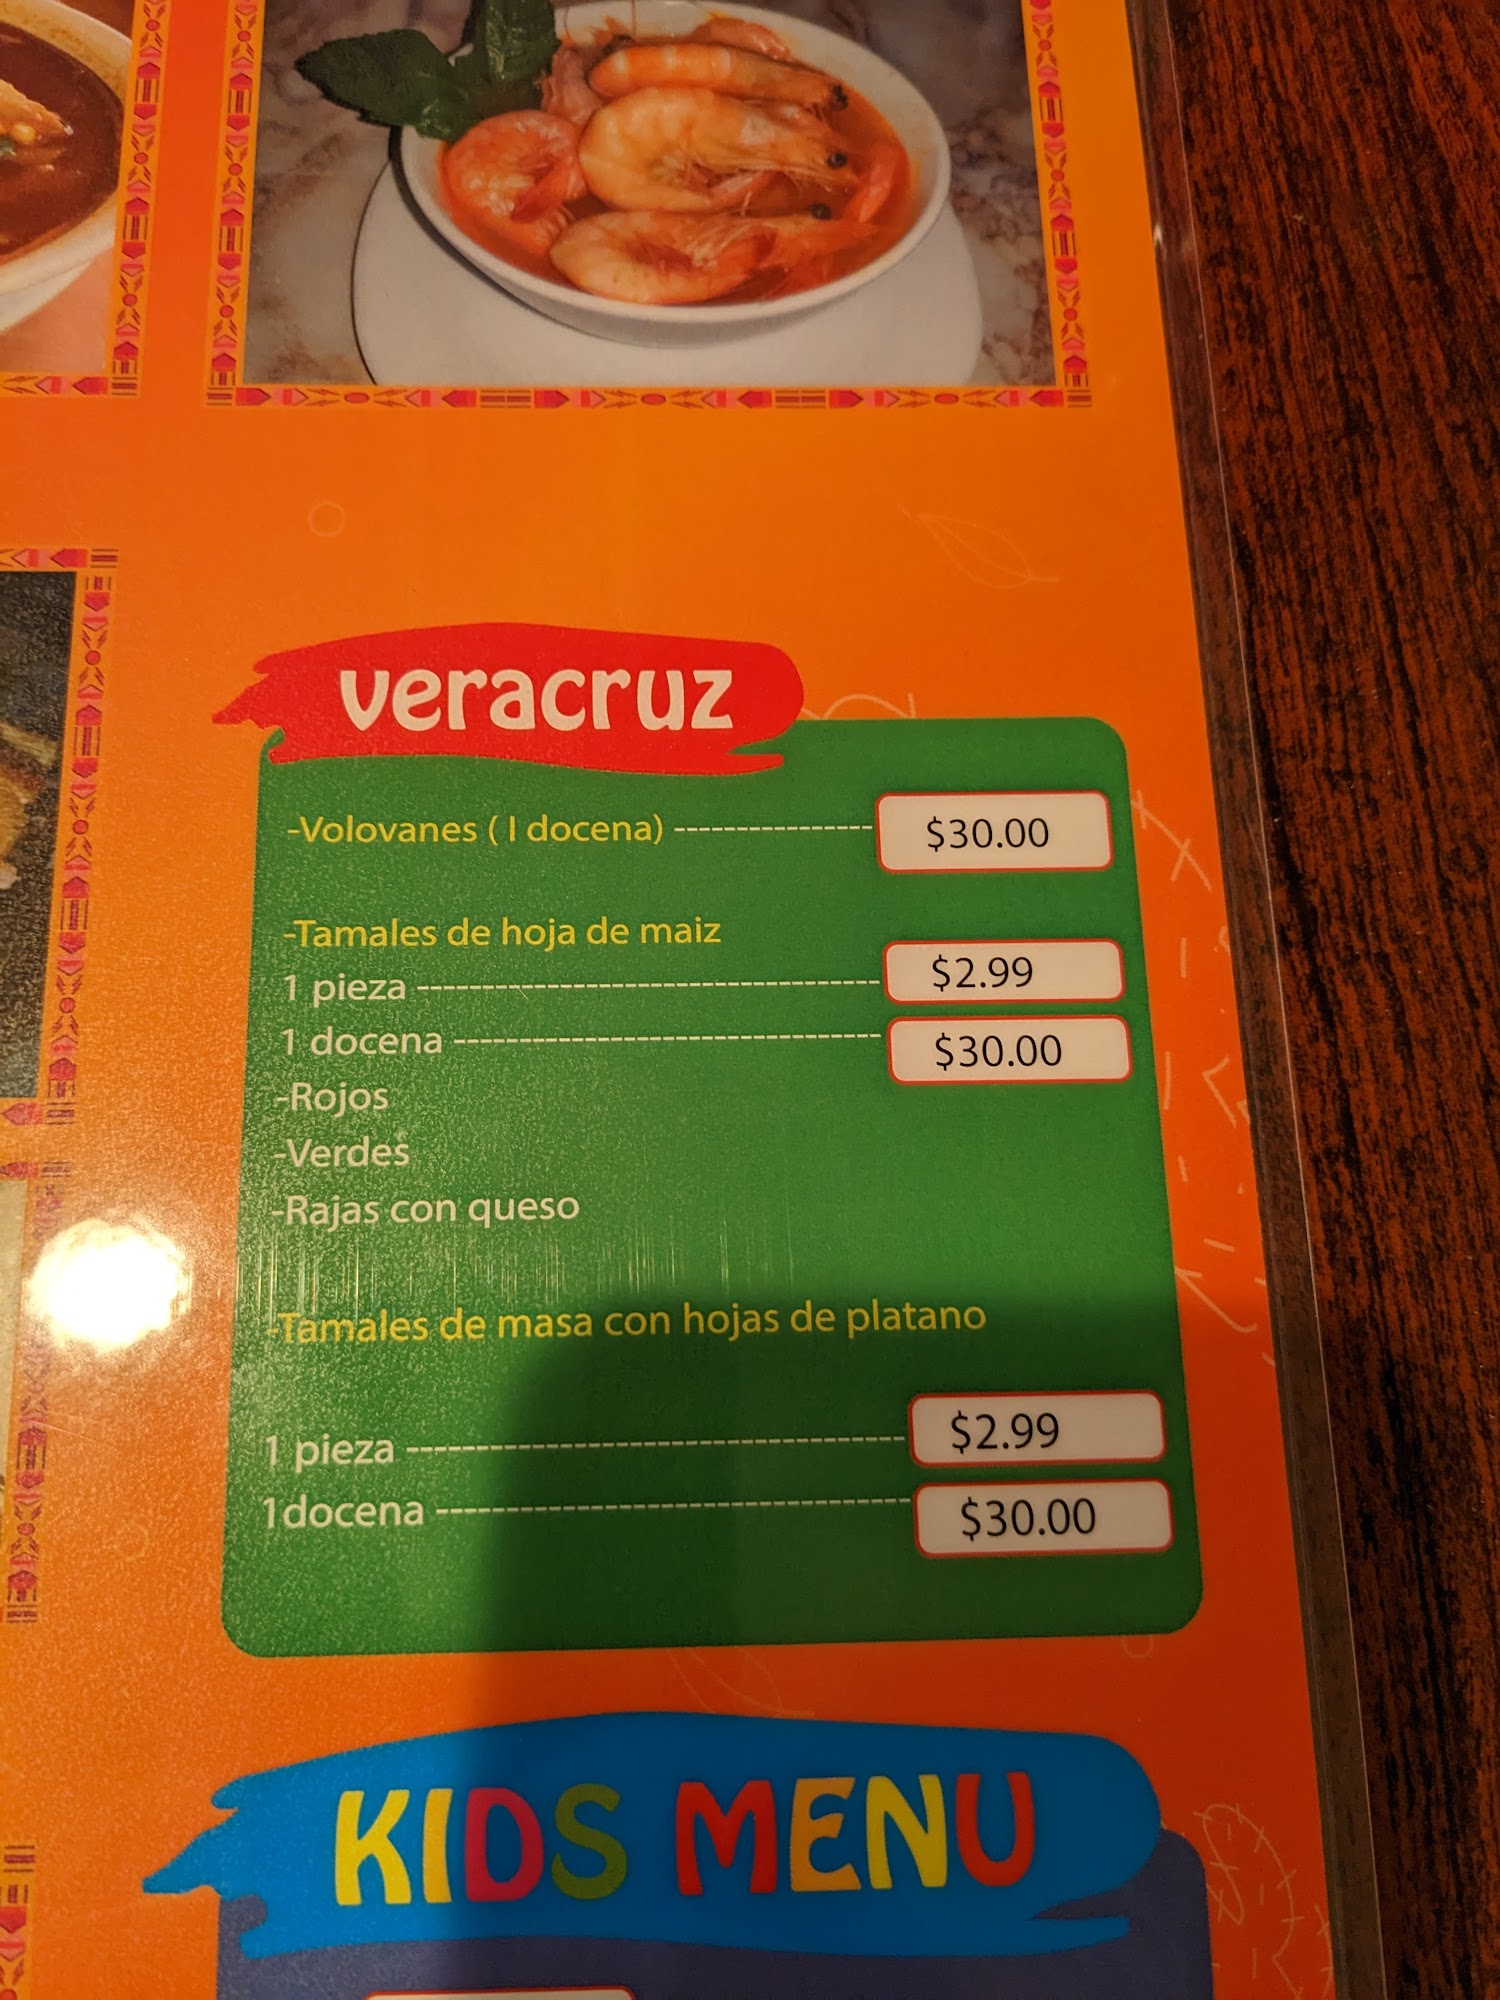 veracruz
-Volovanes ( I docena) ---------------- $30.00
-Tamales de hoja de maiz
1 pieza ---------------------------------- $2.99
1 docena -------------------------------- $30.00
-Rojos
-Verdes
-Rajas con queso
-Tamales de masa con hojas de platano
1 pieza ------------------------------------ $2.99
1docena ---------------------------------- $30.00
KIDS MENU